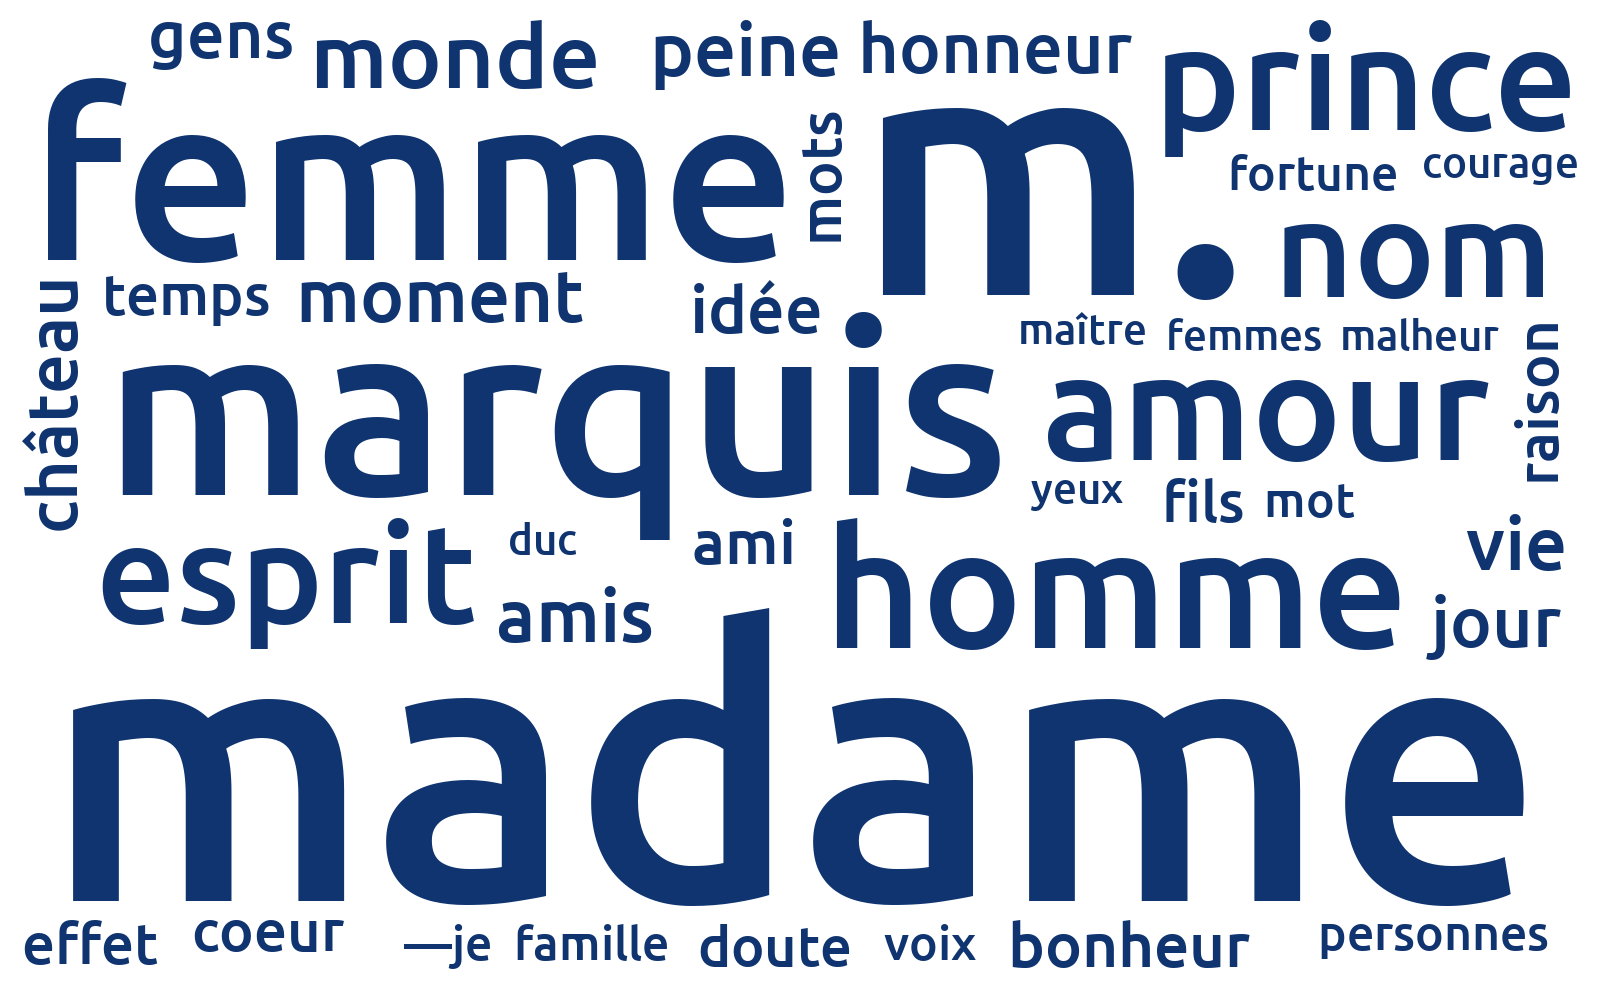 gens monde peine honneur prince
femme mots m. fortune courage
nom
château temps moment idée maître femmes malheur raison
marquis amour
yeux fils mot
esprit duc ami homme vie
amis jour
madame
effet coeur —je famille doute voix bonheur personnes